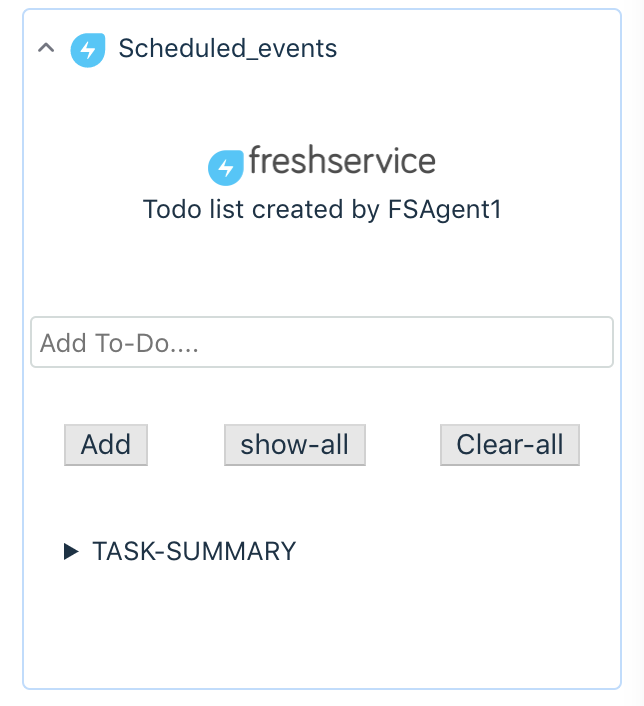 Scheduled_events
freshservice
Todo list created by FSAgent1
Add To-Do....
Add show-all Clear-all
TASK-SUMMARY